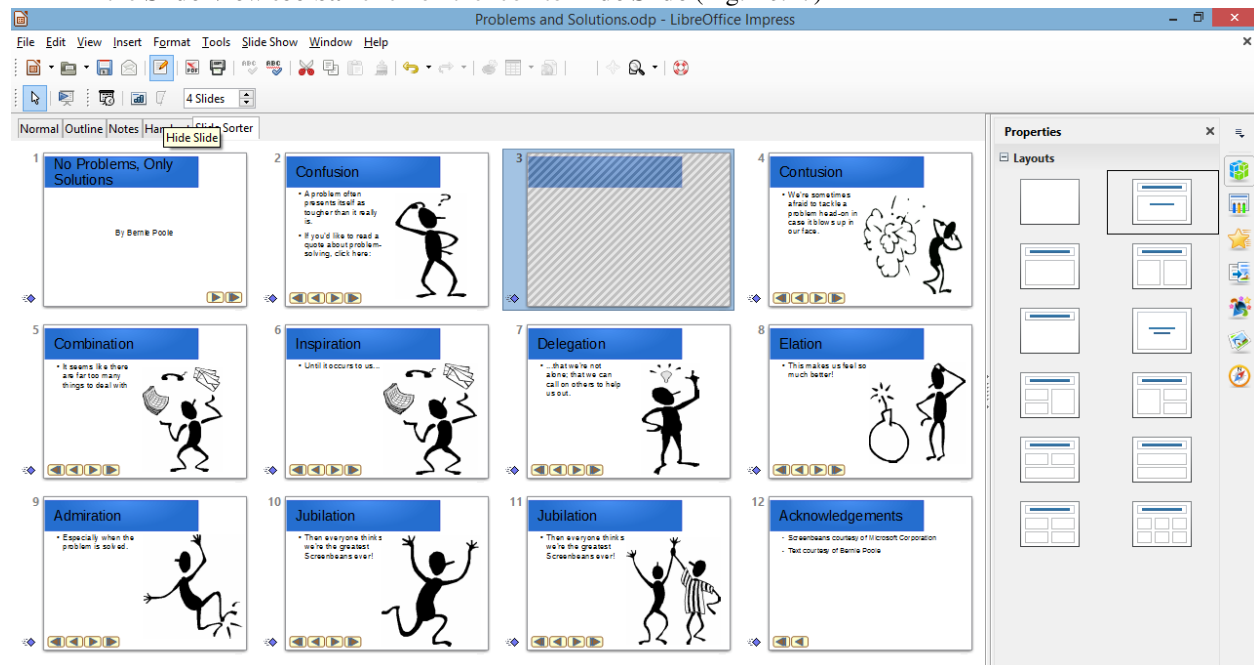 Problems and Solutions.odp - LibreOffice Impress
File Edit View Insert Format Tools Slide Show Window Help
4 Slides
Normal Outline Notes Slide Sorter
Hide Slide
Properties
Layouts
1
No Problems, Only
Solutions
By Bernie Poole
2
Confusion
• A problem often
presents itself as
tougher than it really
is.
• If you'd like to read a
quote about problem-
solving, click here:
3
4
Contusion
• We're sometimes
afraid to tackle a
problem head-on in
case it blows up in
our face.
5
Combination
• It seems like there
are far too many
things to deal with
6
Inspiration
• Until it occurs to us...
7
Delegation
• ...that we're not
alone; that we can
call on others to help
us out.
8
Elation
• This makes us feel so
much better!
9
Admiration
• Especially when the
problem is solved.
10
Jubilation
• Then everyone thinks
we're the greatest
Screenbeans ever!
11
Jubilation
• Then everyone thinks
we're the greatest
Screenbeans ever!
12
Acknowledgements
- Screenbeans courtesy of Microsoft Corporation
- Text courtesy of Bernie Poole